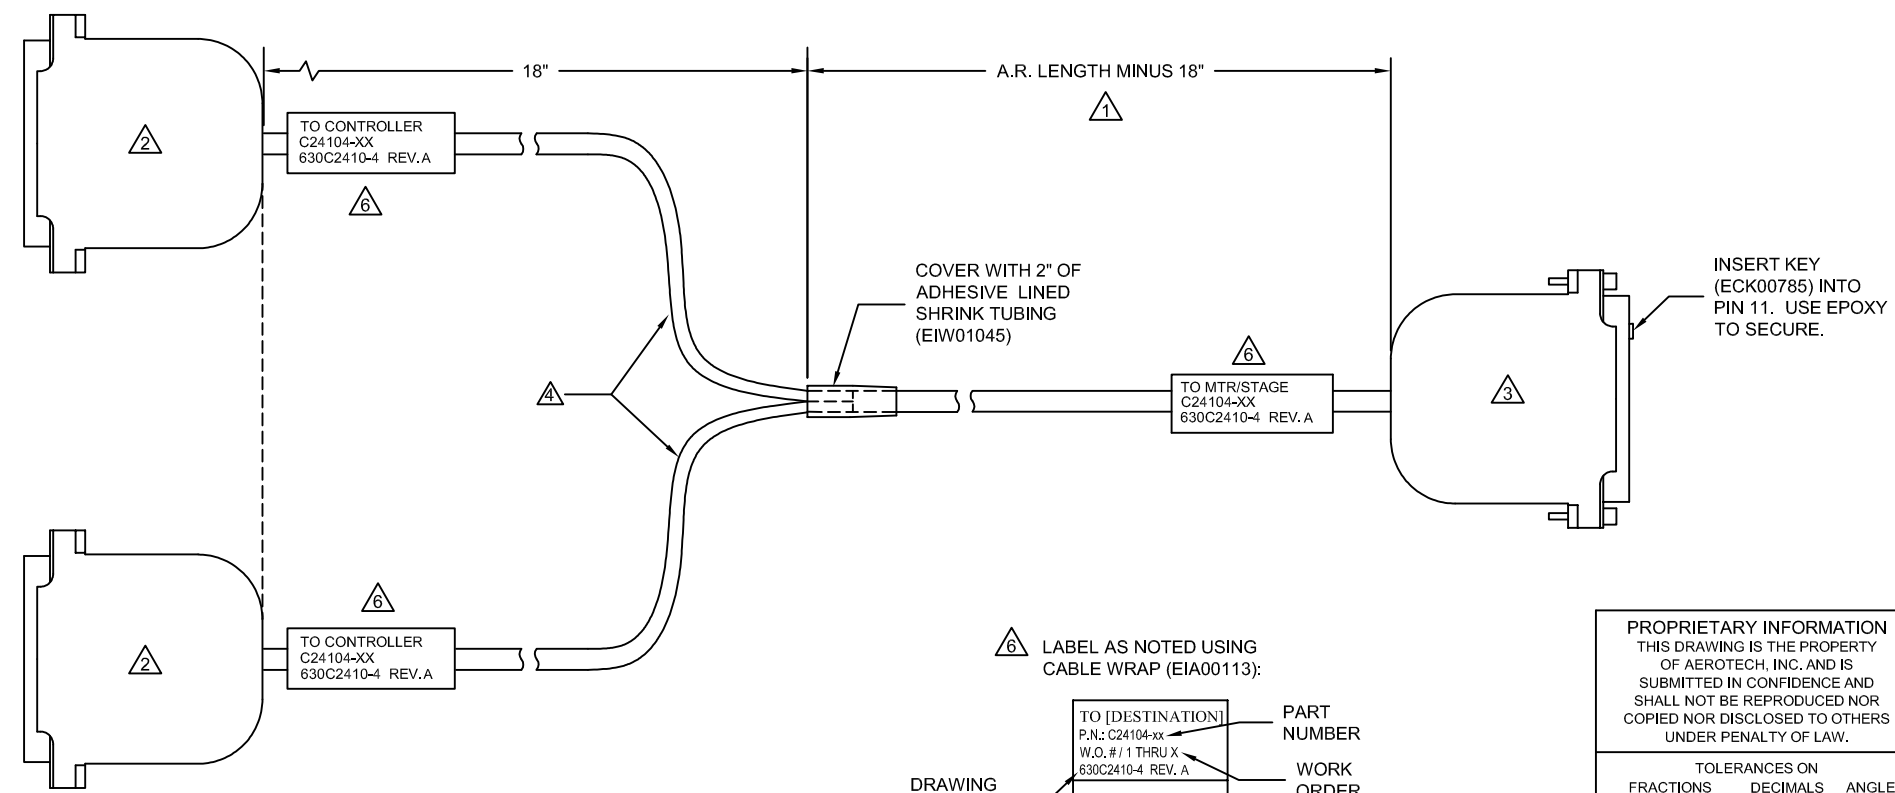 18"
A.R. LENGTH MINUS 18"
1
2
TO CONTROLLER
C24104-XX
630C2410-4 REV.A
6
COVER WITH 2" OF
ADHESIVE LINED
SHRINK TUBING
(EIW01045)
INSERT KEY
(ECK00785) INTO
PIN 11. USE EPOXY
TO SECURE.
4
6
TO MTR/STAGE
C24104-XX
630C2410-4 REV.A
3
2
6
TO CONTROLLER
C24104-XX
630C2410-4 REV.A
6 LABEL AS NOTED USING
CABLE WRAP (EIA00113):
TO [DESTINATION]
P.N.: C24104-xx
W.O. # / 1 THRU X
630C2410-4 REV. A
PART
NUMBER
WORK
ORDER
DRAWING
PROPRIETARY INFORMATION
THIS DRAWING IS THE PROPERTY
OF AEROTECH, INC. AND IS
SUBMITTED IN CONFIDENCE AND
SHALL NOT BE REPRODUCED NOR
COPIED NOR DISCLOSED TO OTHERS
UNDER PENALTY OF LAW.
TOLERANCES ON
FRACTIONS DECIMALS ANGLE